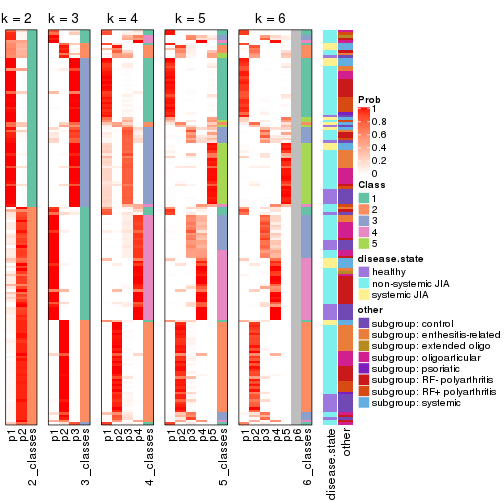 k = 2 k = 3 k = 4 k = 5 k = 6
Prob
1
0.8
0.6
0.4
0.2
0
Class
1
2
3
4
5
disease.state
healthy
non-systemic JIA
systemic JIA
other
subgroup: control
subgroup: enthesitis-related
subgroup: extended oligo
subgroup: oligoarticular
subgroup: psoriatic
subgroup: RF- polyarthritis
subgroup: RF+ polyarthritis
subgroup: systemic
p1 p2 2_classes p1 p2 p3 3_classes p1 p2 p3 p4 4_classes p1 p2 p3 p4 p5 5_classes p1 p2 p3 p4 p5 p6 6_classes disease.state other